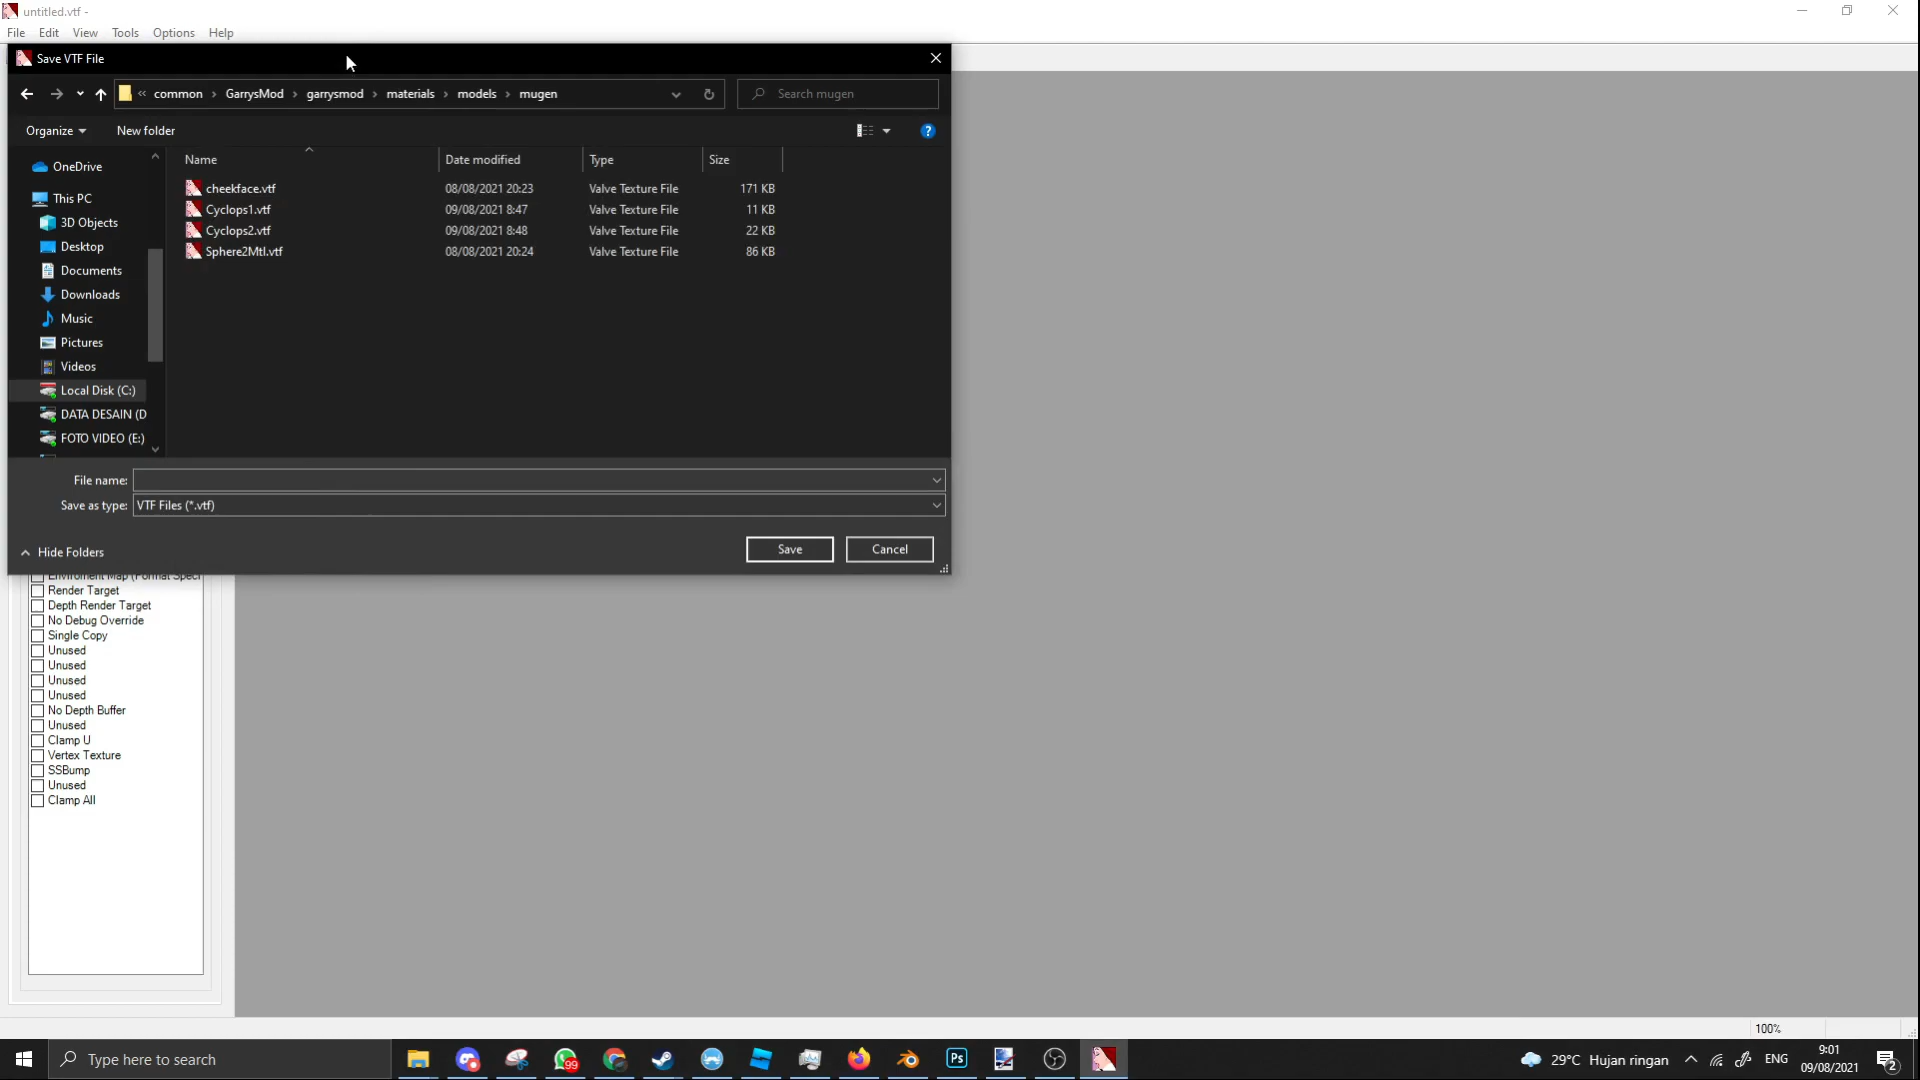 untitled.vtf -
File Edit View Tools Options Help
Save VTF File
« common › GarrysMod › garrysmod › materials › models › mugen
Search mugen
Organize
New folder
Name Date modified Type Size
cheekface.vtf 08/08/2021 20:23 Valve Texture File 171 KB
Cyclops1.vtf 09/08/2021 8:47 Valve Texture File 11 KB
Cyclops2.vtf 09/08/2021 8:48 Valve Texture File 22 KB
Sphere2Mtl.vtf 08/08/2021 20:24 Valve Texture File 86 KB
OneDrive
This PC
3D Objects
Desktop
Documents
Downloads
Music
Pictures
Videos
Local Disk (C:)
DATA DESAIN (D
FOTO VIDEO (E:)
File name:
Save as type: VTF Files (*.vtf)
Hide Folders
Save Cancel
Enviroment Map (Format Speci
Render Target
Depth Render Target
No Debug Override
Single Copy
Unused
Unused
Unused
Unused
No Depth Buffer
Unused
Clamp U
Vertex Texture
SSBump
Unused
Clamp All
100%
Type here to search
99
Ps
29°C Hujan ringan
ENG
9:01
09/08/2021
2